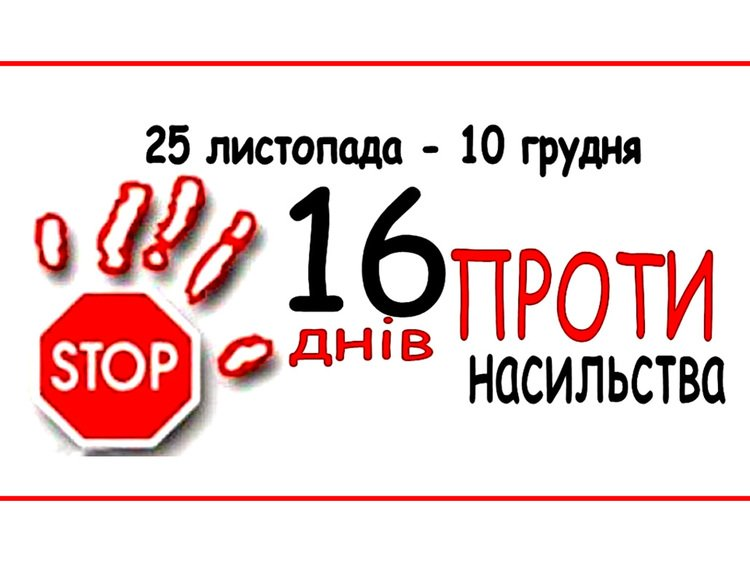 25 листопада - 10 грудня
16
днів
ПРОТИ
насильства
STOP